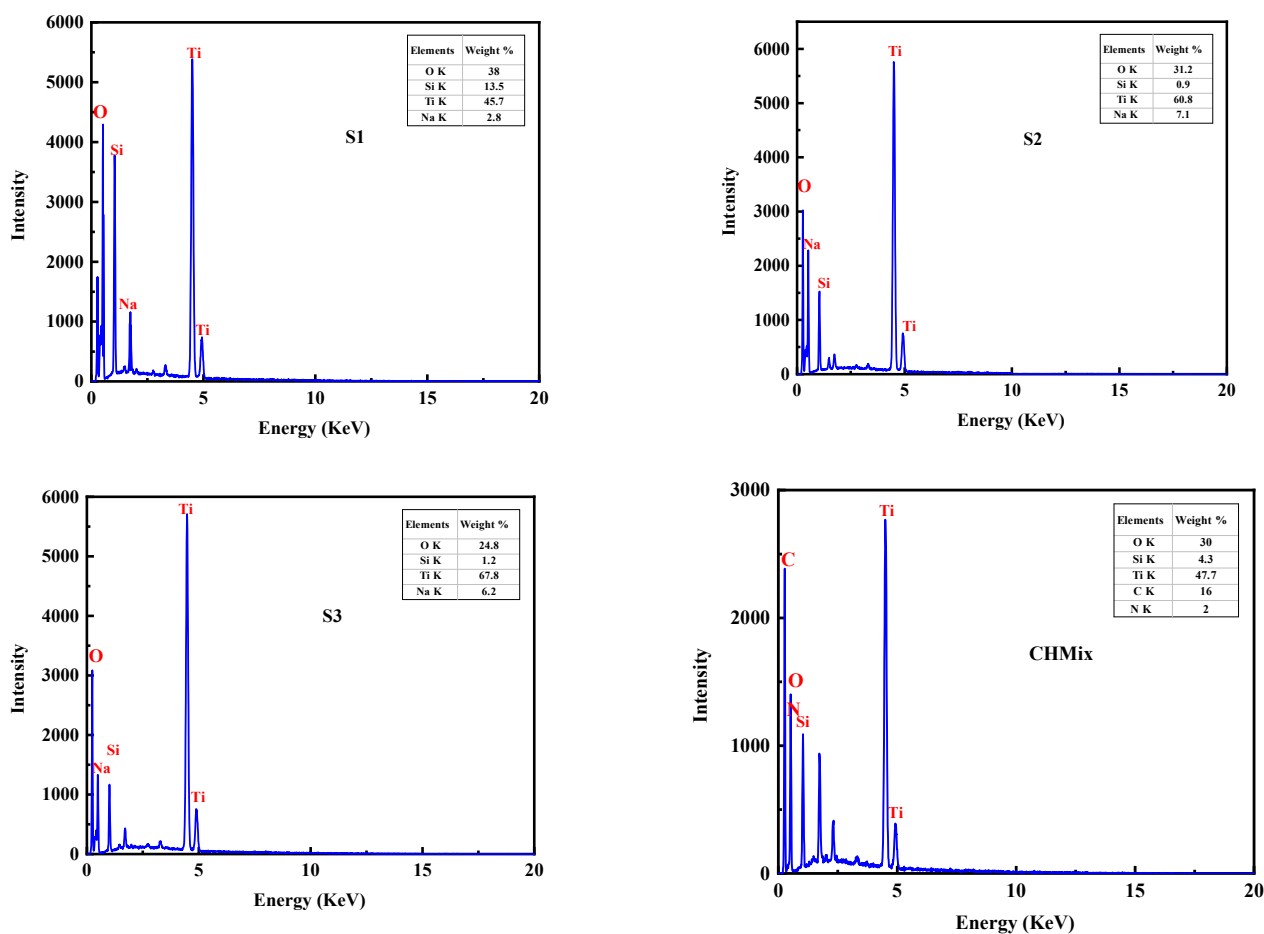 6000
5000
4000
3000
2000
1000
0
0 5 10 15 20
Intensity
Energy (KeV)
O
Si
Na
Ti
Ti
S1
Elements Weight %
O K 38
Si K 13.5
Ti K 45.7
Na K 2.8
6000
5000
4000
3000
2000
1000
0
0 5 10 15 20
Intensity
Energy (KeV)
O
Na
Si
Ti
Ti
S2
Elements Weight %
O K 31.2
Si K 0.9
Ti K 60.8
Na K 7.1
6000
5000
4000
3000
2000
1000
0
0 5 10 15 20
Intensity
Energy (KeV)
O
Si
Na
Ti
Ti
S3
Elements Weight %
O K 24.8
Si K 1.2
Ti K 67.8
Na K 6.2
3000
2000
1000
0
0 5 10 15 20
Intensity
Energy (KeV)
C
O
N
Si
Ti
Ti
CHMix
Elements Weight %
O K 30
Si K 4.3
Ti K 47.7
C K 16
N K 2